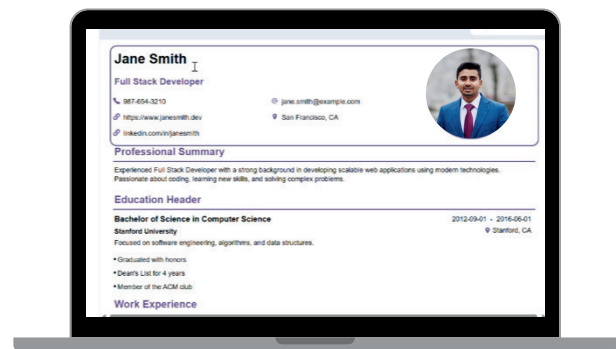 Jane Smith
Full Stack Developer
987-654-3210
jane.smith@example.com
https://www.janesmith.dev
San Francisco, CA
linkedin.com/in/janesmith
Professional Summary
Experienced Full Stack Developer with a strong background in developing scalable web applications using modern technologies.
Passionate about coding, learning new skills, and solving complex problems.
Education Header
Bachelor of Science in Computer Science 2012-09-01 - 2016-06-01
Stanford University Stanford, CA
Focused on software engineering, algorithms, and data structures.
• Graduated with honors
• Dean's List for 4 years
• Member of the ACM club
Work Experience